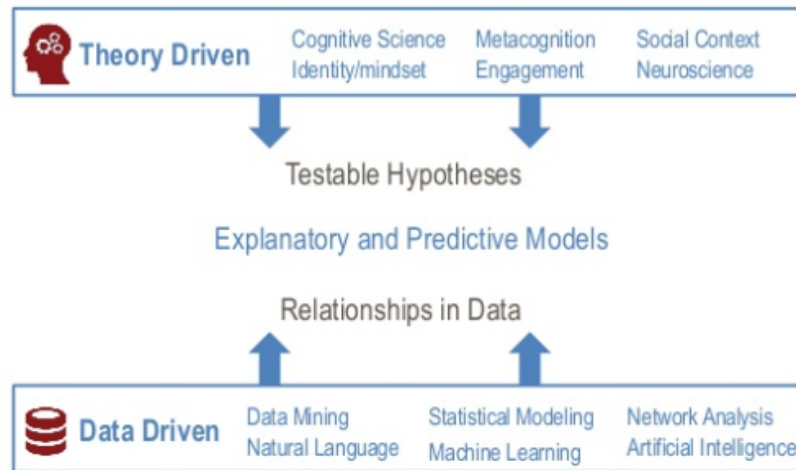 Theory Driven
Cognitive Science Metacognition Social Context
Identity/mindset Engagement Neuroscience
Testable Hypotheses
Explanatory and Predictive Models
Relationships in Data
Data Driven
Data Mining Statistical Modeling Network Analysis
Natural Language Machine Learning Artificial Intelligence